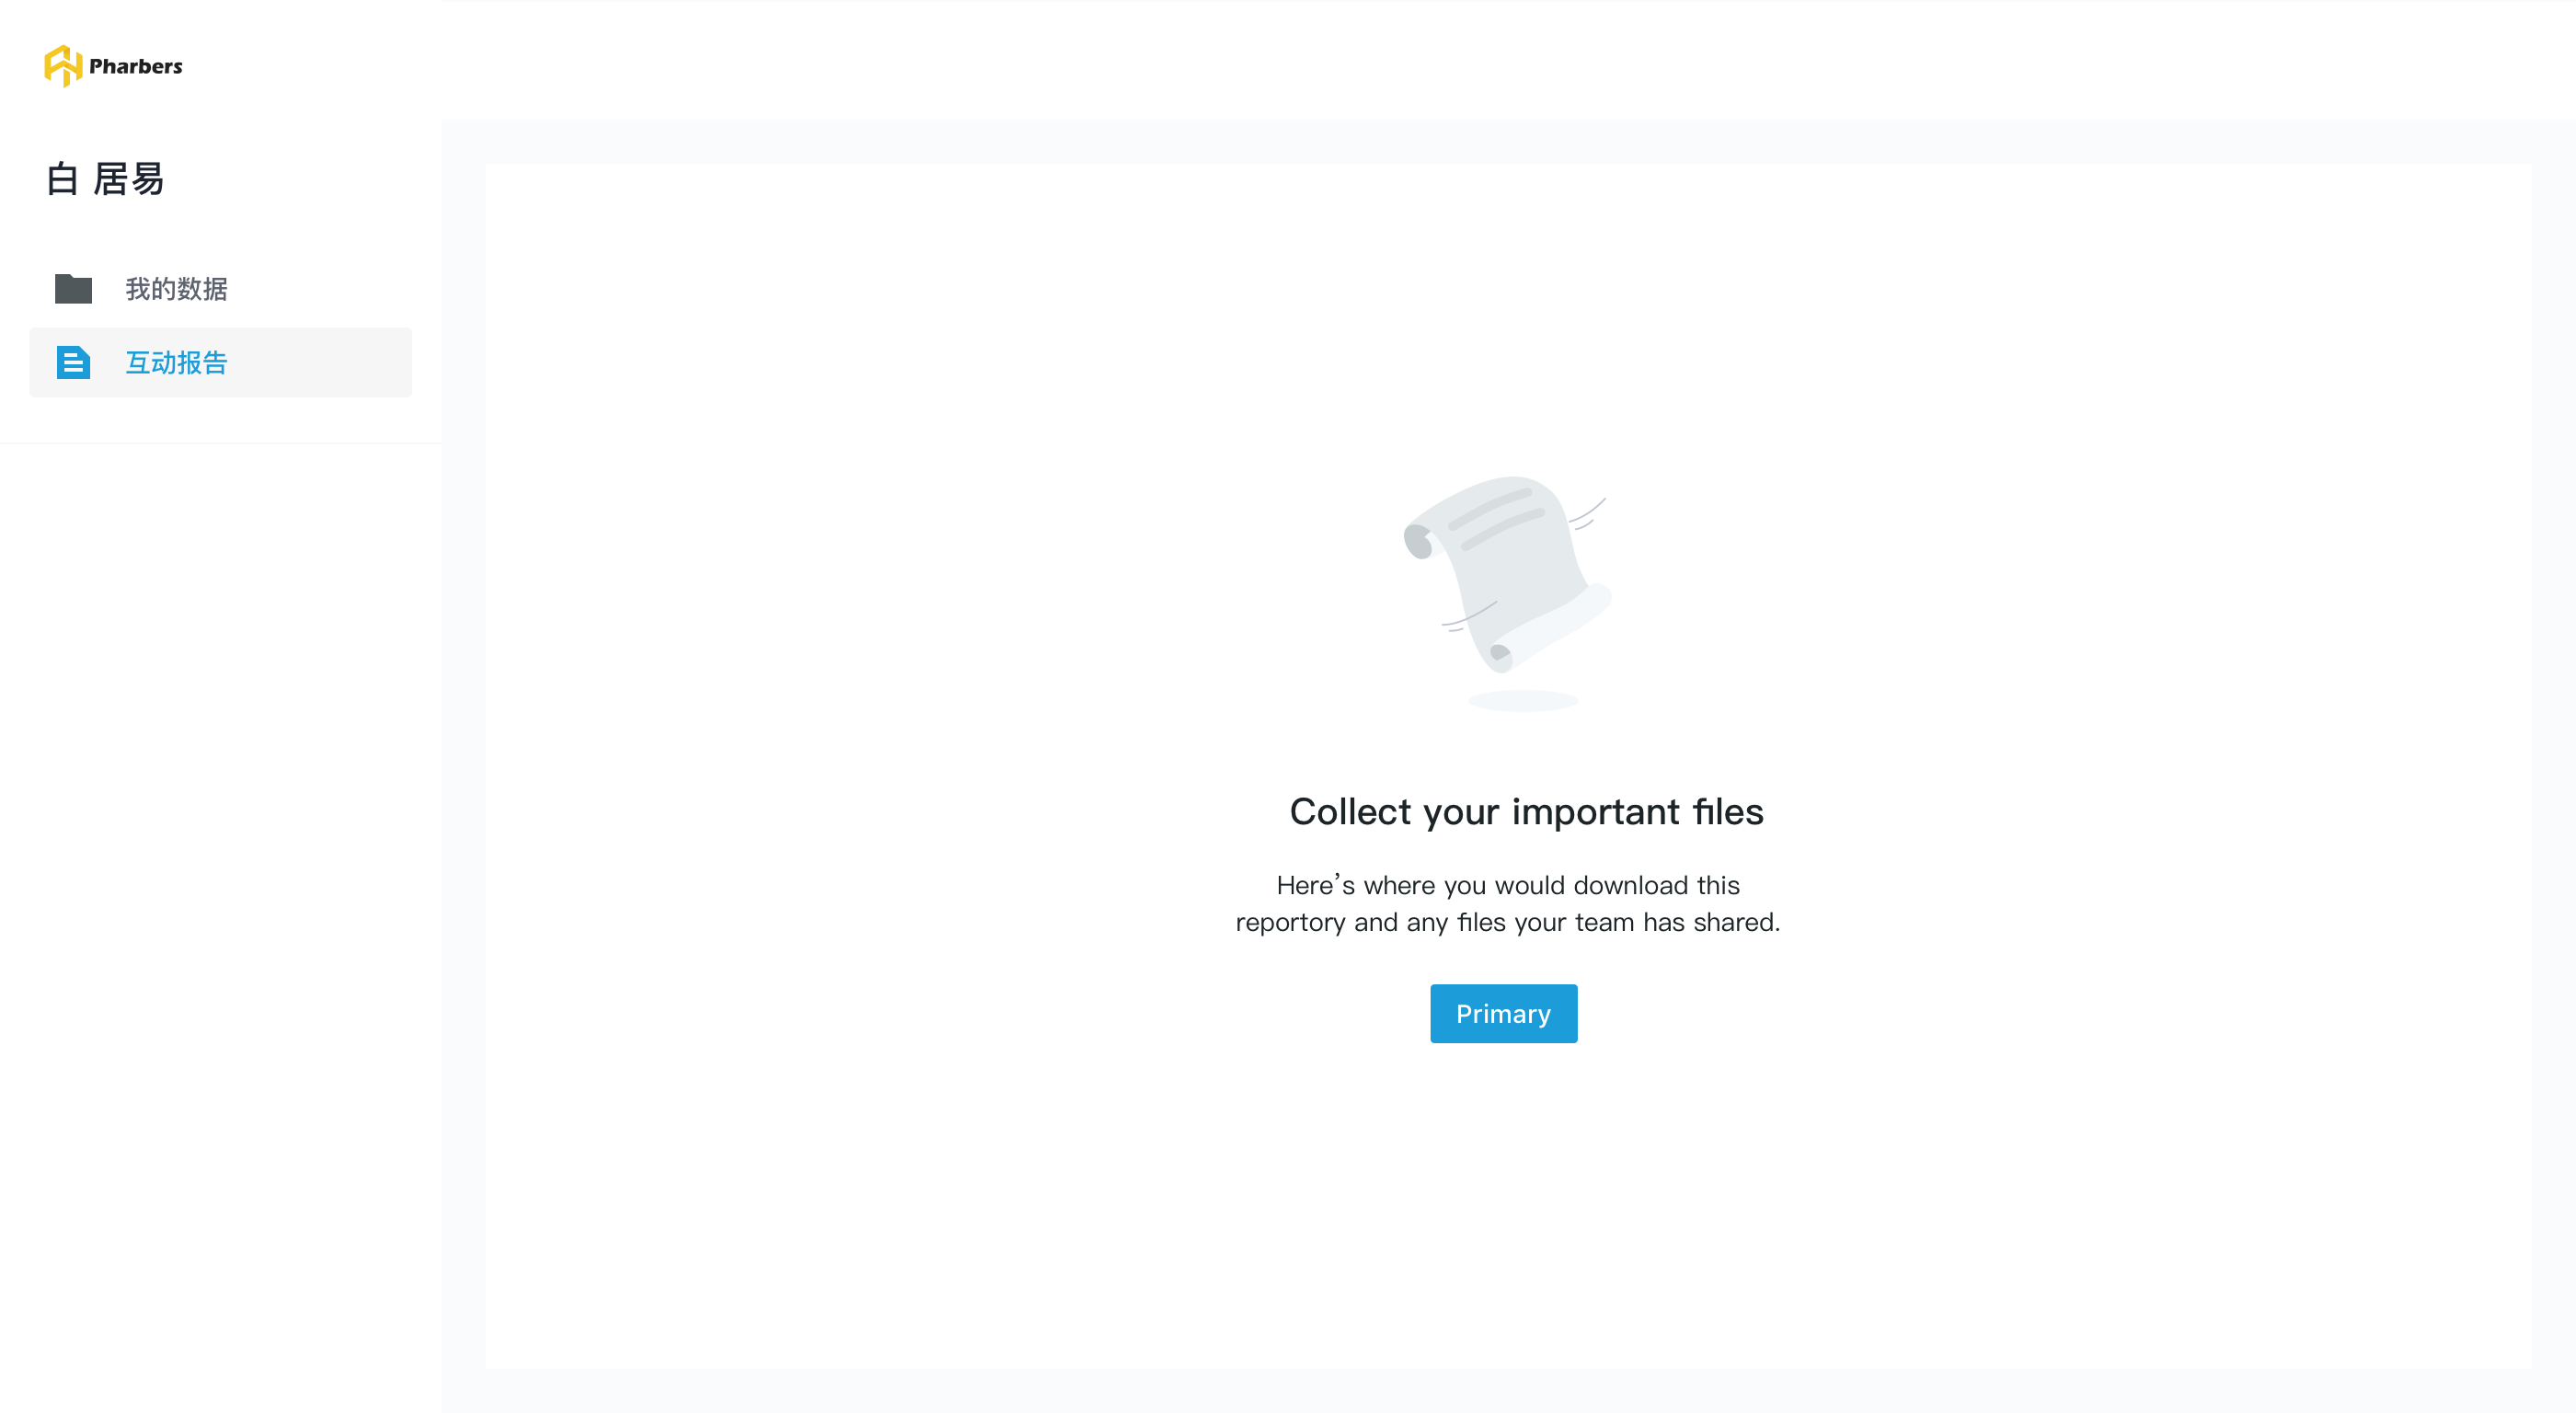 Pharbers
白 居易
我的数据
互动报告
Collect your important files
Here’s where you would download this
reportory and any files your team has shared.
Primary